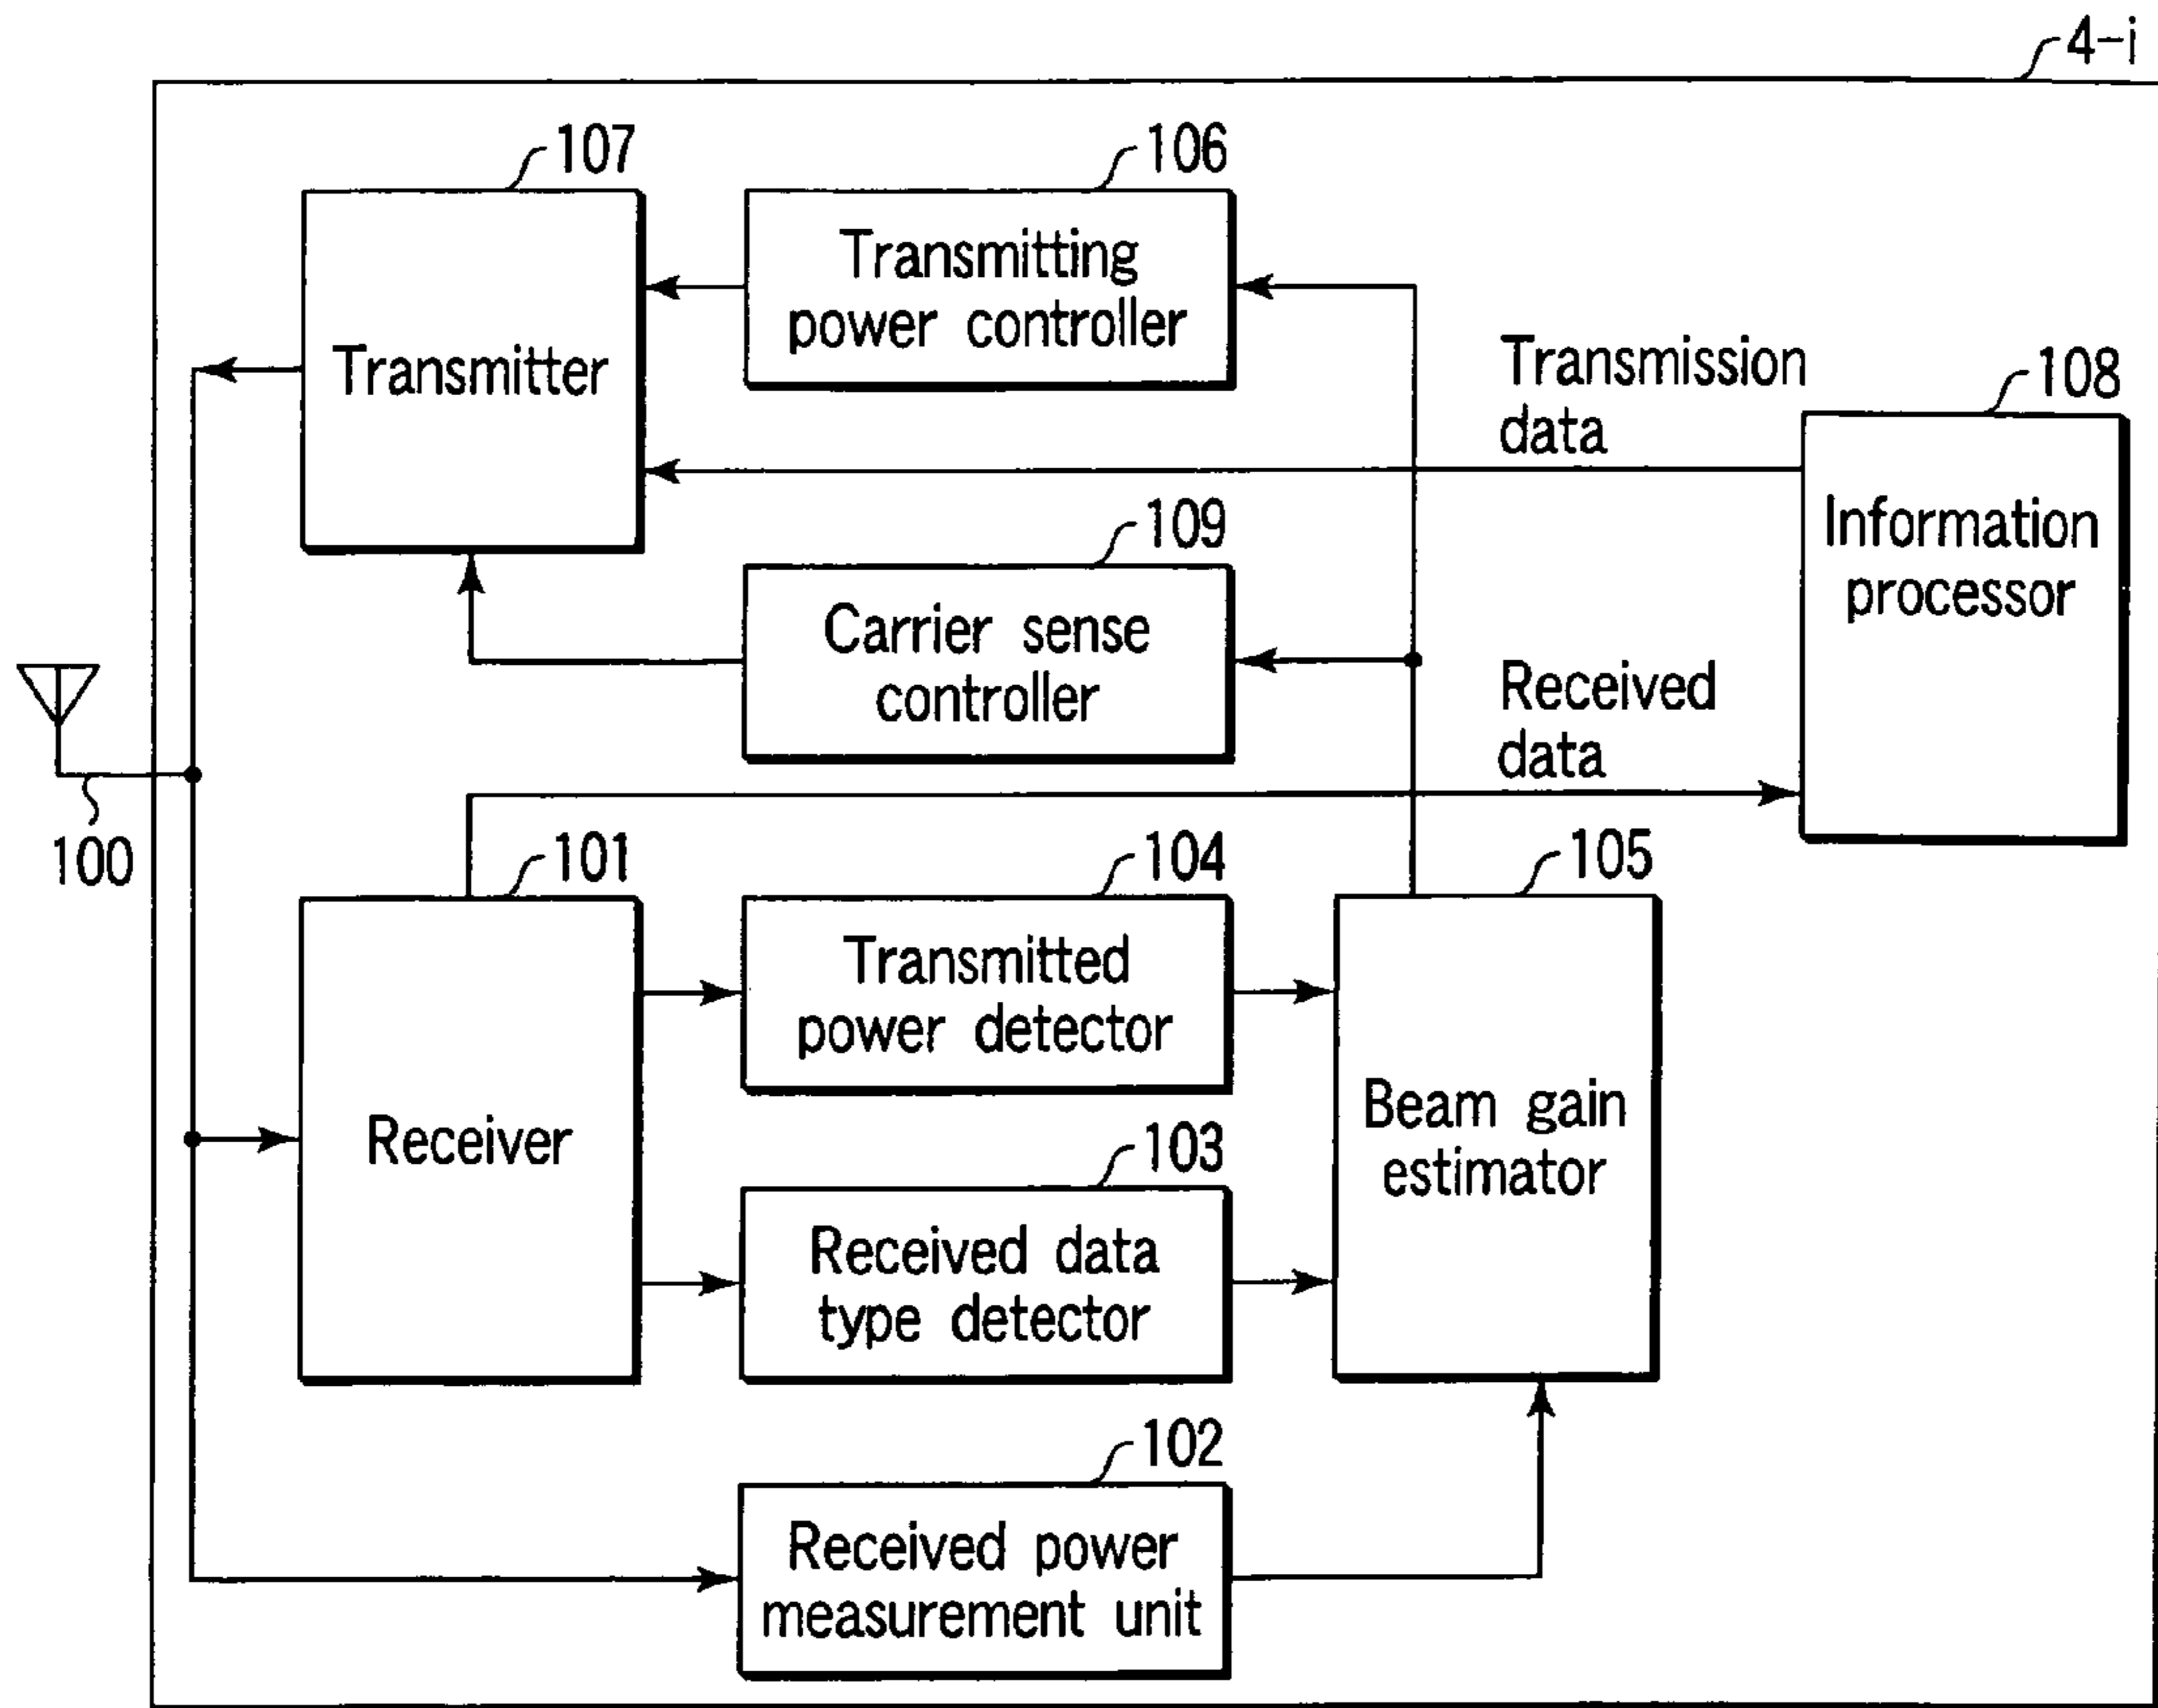 4-i
107
106
Transmitter
Transmitting
power controller
Transmission
data
108
Information
processor
109
Carrier sense
controller
Received
data
100
101
104
105
Receiver
Transmitted
power detector
Beam gain
estimator
103
Received data
type detector
102
Received power
measurement unit